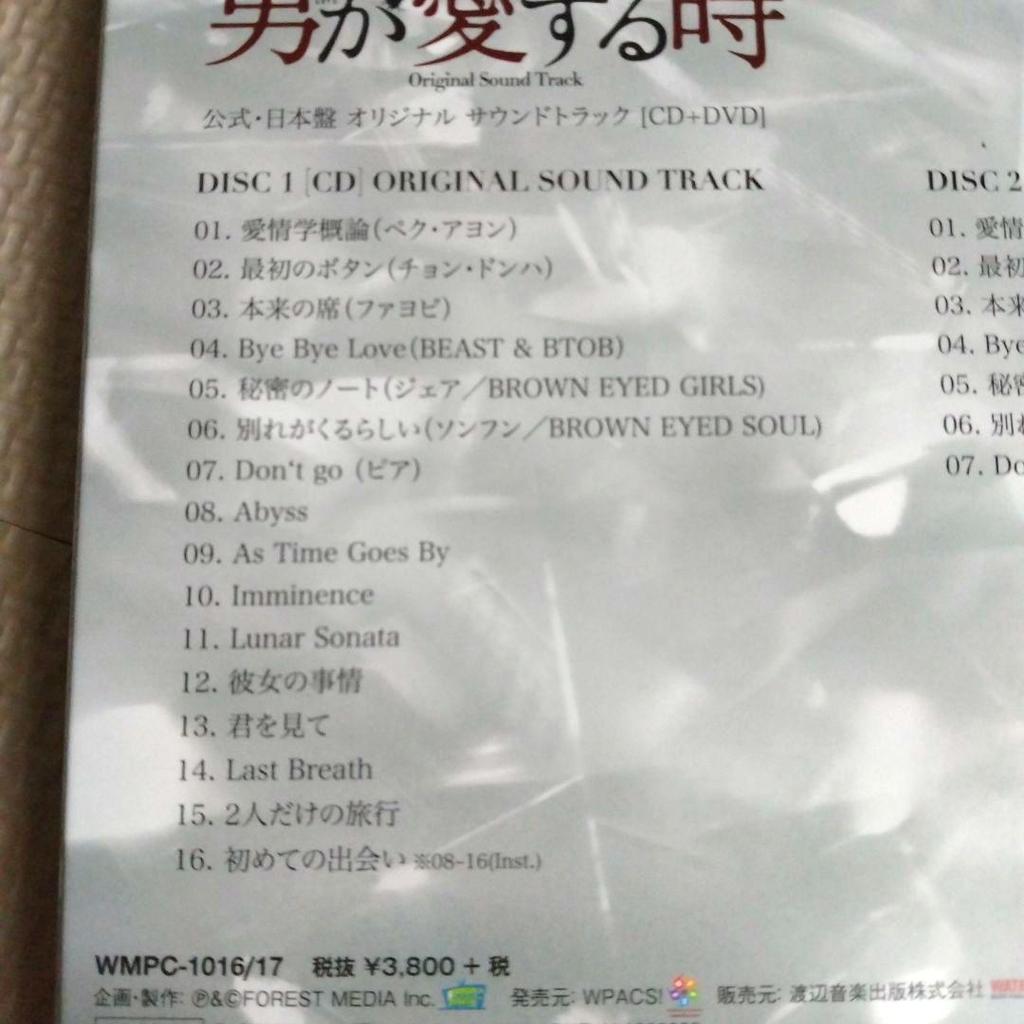 男が愛する時
Original Sound Track
公式・日本盤 オリジナル サウンドトラック [CD+DVD]
DISC 1 [CD] ORIGINAL SOUND TRACK
01. 愛情学概論(ペク・アヨン)
02. 最初のボタン(チョン・ドンハ)
03. 本来の席(ファヨビ)
04. Bye Bye Love(BEAST & BTOB)
05. 秘密のノート(ジェア/BROWN EYED GIRLS)
06. 別れがくるらしい(ソンフン/BROWN EYED SOUL)
07. Don't go (ピア)
08. Abyss
09. As Time Goes By
10. Imminence
11. Lunar Sonata
12. 彼女の事情
13. 君を見て
14. Last Breath
15. 2人だけの旅行
16. 初めての出会い ※08-16(Inst.)
DISC 2
01. 愛情
02. 最初
03. 本来
04. Bye
05. 秘密
06. 別れ
07. Do
WMPC-1016/17 税抜 ¥3,800 + 税
企画・製作: ℗&©FOREST MEDIA Inc. 発売元: WPACS! 販売元: 渡辺音楽出版株式会社 WATE